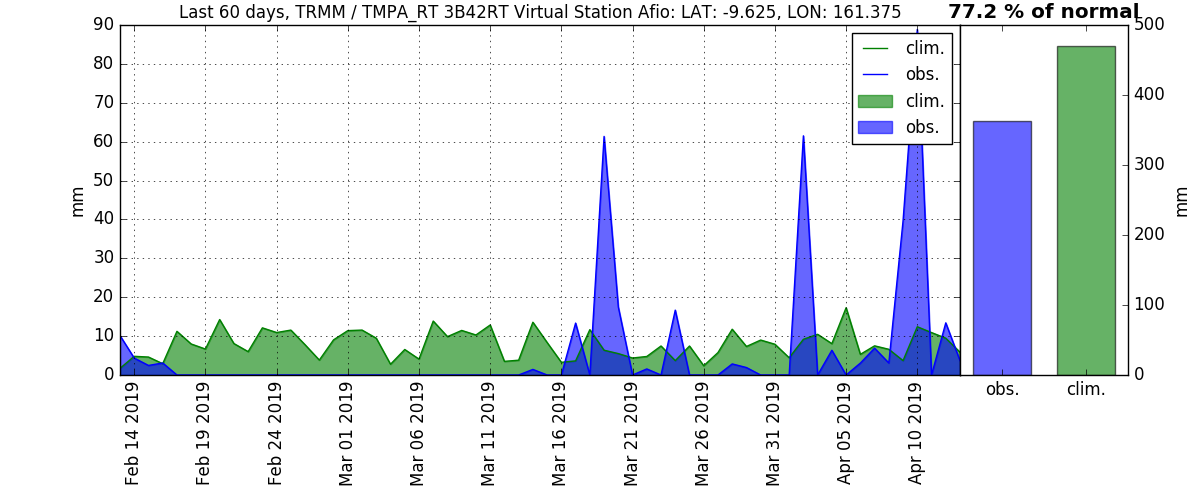 Last 60 days, TRMM / TMPA_RT 3B42RT Virtual Station Afio: LAT: -9.625, LON: 161.375
77.2 % of normal
90
80
70
60
50
40
30
20
10
0
mm
clim.
obs.
clim.
obs.
Feb 14 2019
Feb 19 2019
Feb 24 2019
Mar 01 2019
Mar 06 2019
Mar 11 2019
Mar 16 2019
Mar 21 2019
Mar 26 2019
Mar 31 2019
Apr 05 2019
Apr 10 2019
500
400
300
200
100
0
mm
obs.
clim.